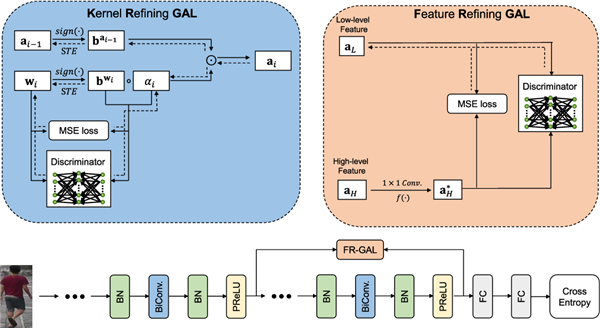 Kernel Refining GAL
a_{i-1} sign(·) STE b^{a_{i-1}}
w_i sign(·) STE b^{w_i} ∘ α_i
⊙ a_i
MSE loss
Discriminator
Feature Refining GAL
Low-level
Feature
a_L
MSE loss
Discriminator
High-level
Feature
a_H 1 × 1 Conv. f(·) a_H^*
FR-GAL
BN BiConv. BN PReLU BN BiConv. BN PReLU FC FC Cross
Entropy